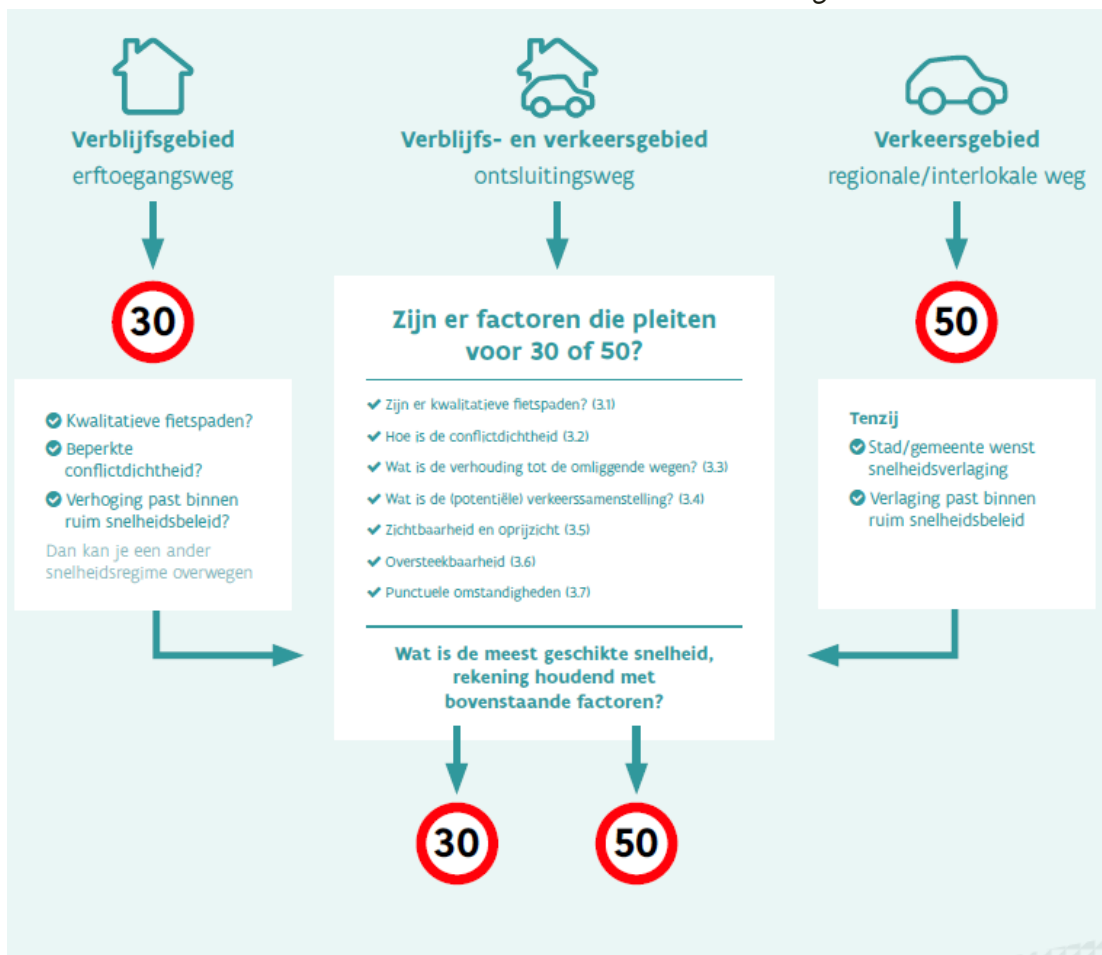 Verblijfsgebied
erftoegangsweg
30
Kwalitatieve fietspaden?
Beperkte
conflictdichtheid?
Verhoging past binnen
ruim snelheidsbeleid?
Dan kan je een ander
snelheidsregime overwegen
Verblijfs- en verkeersgebied
ontsluitingsweg
Zijn er factoren die pleiten
voor 30 of 50?
Zijn er kwalitatieve fietspaden? (3.1)
Hoe is de conflictdichtheid (3.2)
Wat is de verhouding tot de omliggende wegen? (3.3)
Wat is de (potentiële) verkeerssamenstelling? (3.4)
Zichtbaarheid en oprijzicht (3.5)
Oversteekbaarheid (3.6)
Punctuele omstandigheden (3.7)
Wat is de meest geschikte snelheid,
rekening houdend met
bovenstaande factoren?
30
50
Verkeersgebied
regionale/interlokale weg
50
Tenzij
Stad/gemeente wenst
snelheidsverlaging
Verlaging past binnen
ruim snelheidsbeleid